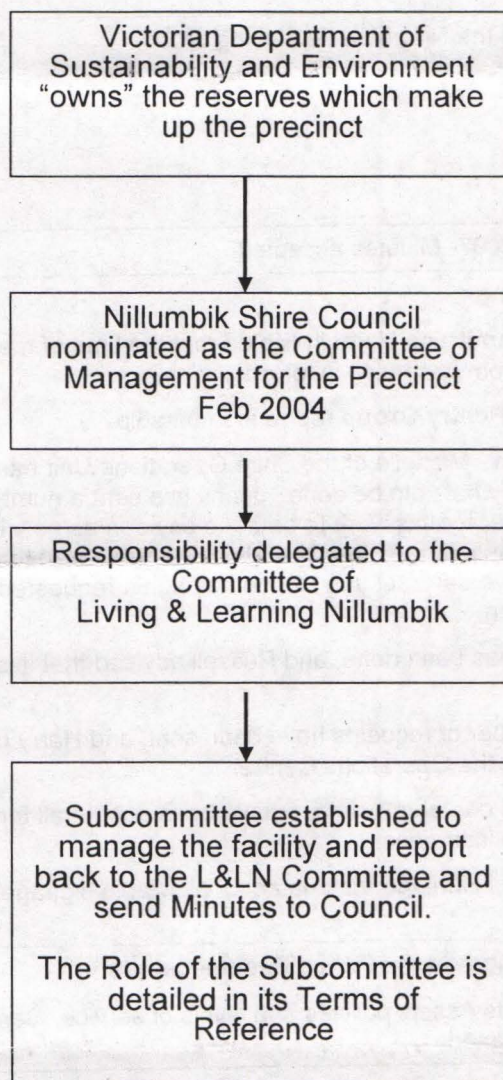 Victorian Department of
Sustainability and Environment
“owns” the reserves which make
up the precinct
Nillumbik Shire Council
nominated as the Committee of
Management for the Precinct
Feb 2004
Responsibility delegated to the
Committee of
Living & Learning Nillumbik
Subcommittee established to
manage the facility and report
back to the L&LN Committee and
send Minutes to Council.
The Role of the Subcommittee is
detailed in its Terms of
Reference